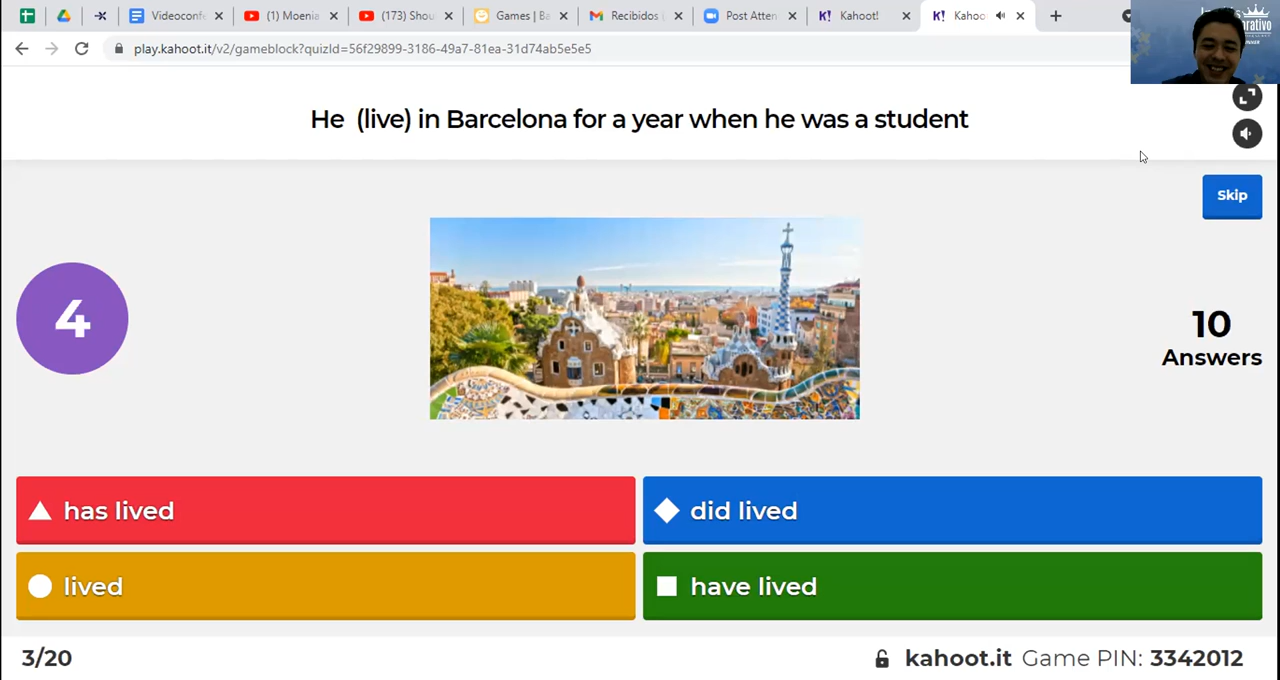 Videoconfe
(1) Moenia
(173) Shou
Games | Ba
Recibidos
Post Atten
Kahoot!
Kahoo
play.kahoot.it/v2/gameblock?quizId=56f29899-3186-49a7-81ea-31d74ab5e5e5
He (live) in Barcelona for a year when he was a student
Skip
4
10
Answers
has lived
did lived
lived
have lived
3/20
kahoot.it Game PIN: 3342012